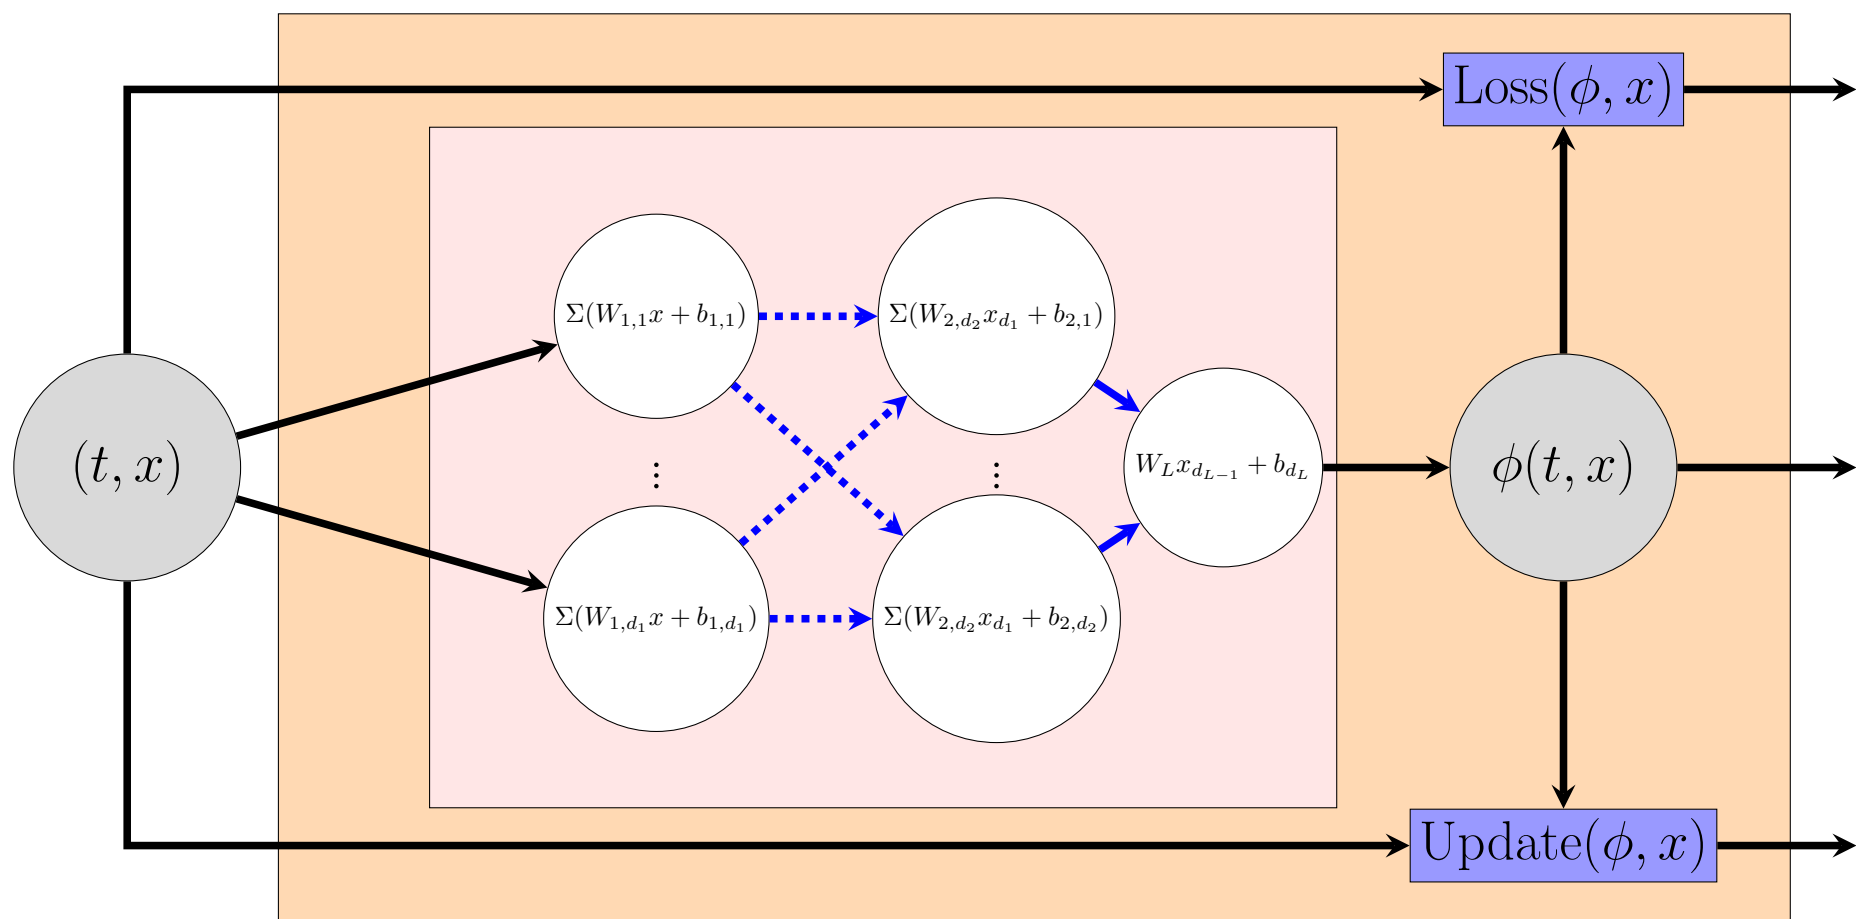 Loss(ϕ, x)
Σ(W_{1,1}x + b_{1,1})
Σ(W_{2,d_2}x_{d_1} + b_{2,1})
(t, x)
⋮
⋮
W_L x_{d_{L−1}} + b_{d_L}
ϕ(t, x)
Σ(W_{1,d_1}x + b_{1,d_1})
Σ(W_{2,d_2}x_{d_1} + b_{2,d_2})
Update(ϕ, x)